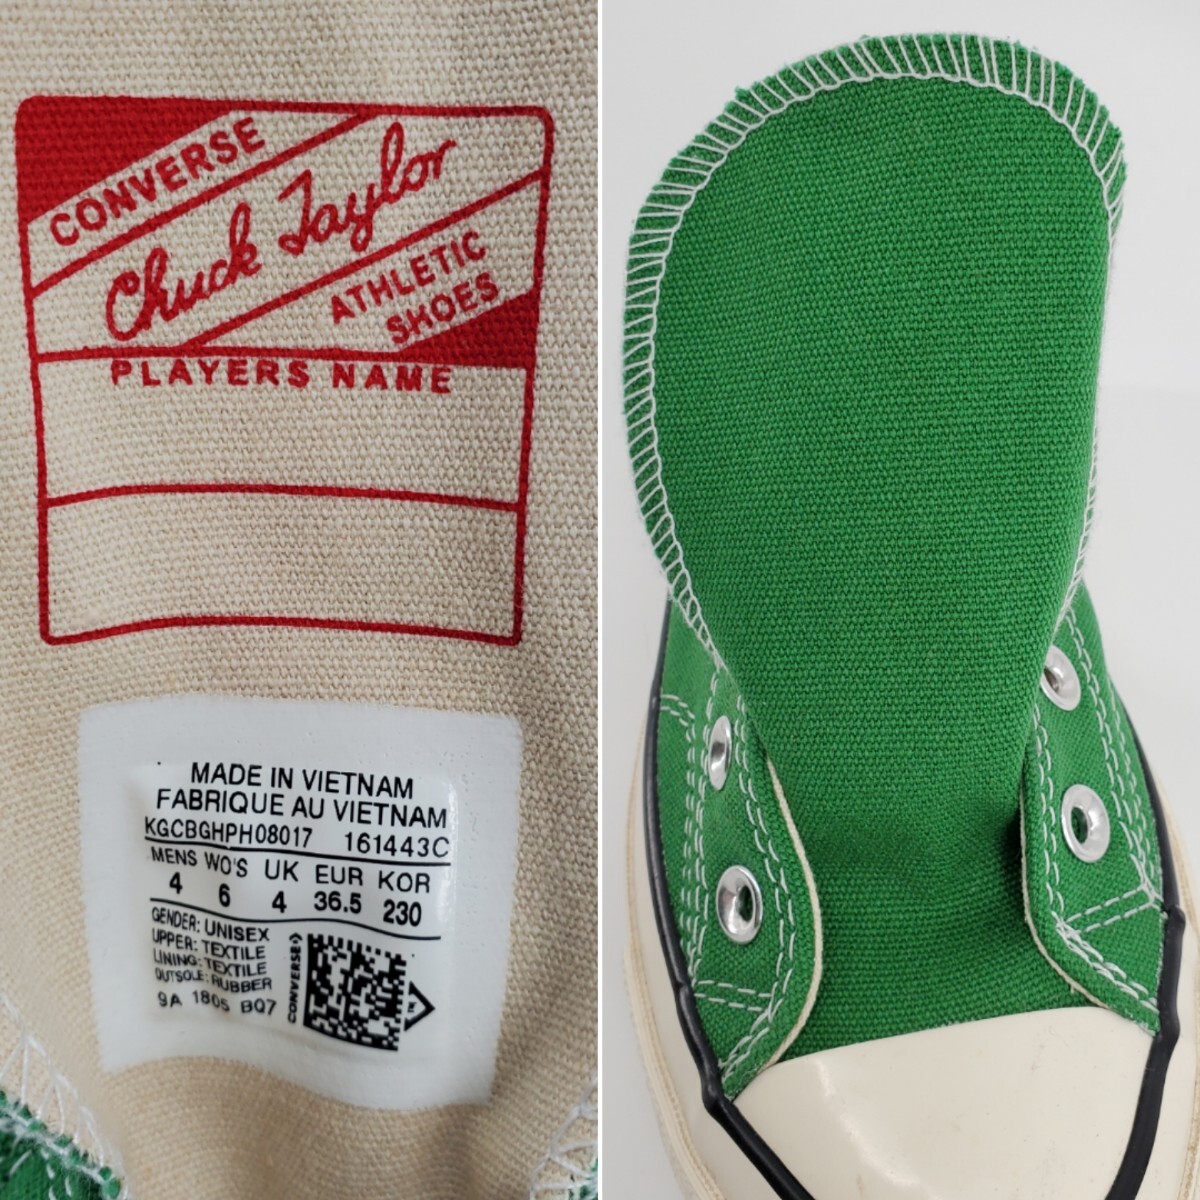 CONVERSE
Chuck Taylor
ATHLETIC
SHOES
PLAYERS NAME
MADE IN VIETNAM
FABRIQUE AU VIETNAM
KGCBGHPH08017 161443C
MENS WO'S UK EUR KOR
4 6 4 36.5 230
GENDER: UNISEX
UPPER: TEXTILE
LINING: TEXTILE
OUTSOLE: RUBBER
9A 1805 BQ7
CONVERSE
TM